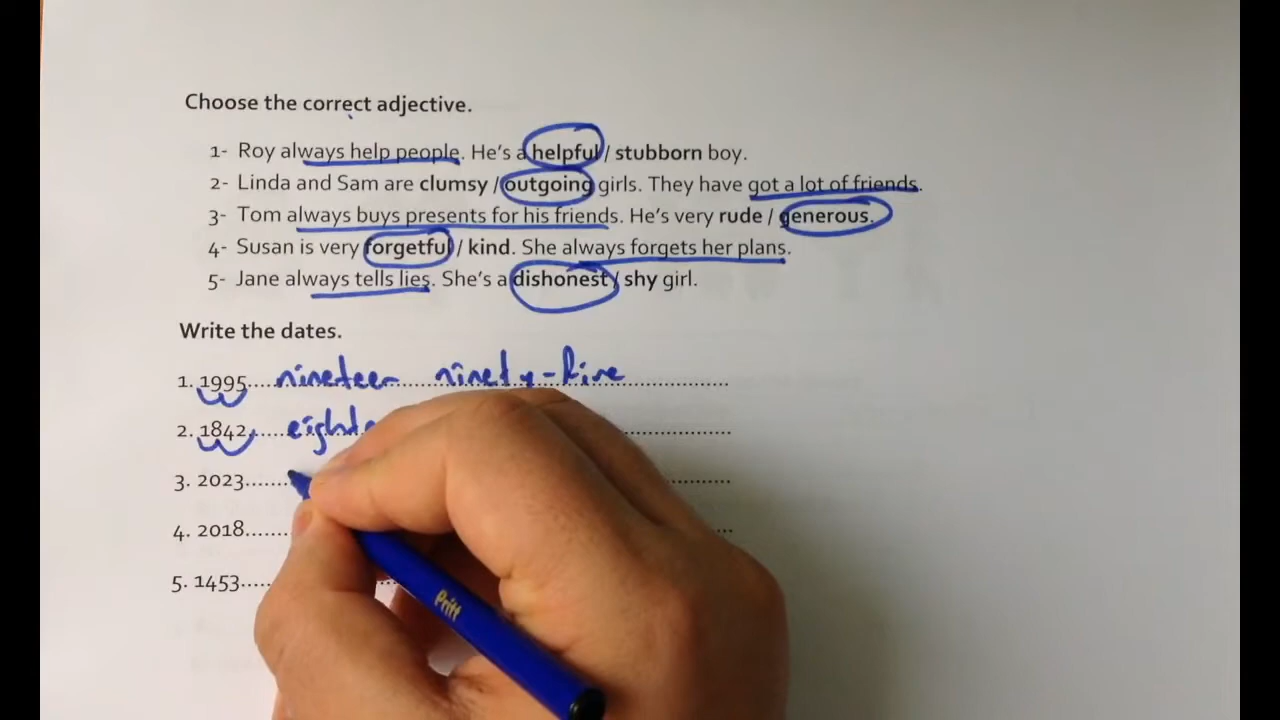 Choose the correct adjective.
1- Roy always help people. He's a helpful / stubborn boy.
2- Linda and Sam are clumsy / outgoing girls. They have got a lot of friends.
3- Tom always buys presents for his friends. He's very rude / generous.
4- Susan is very forgetful / kind. She always forgets her plans.
5- Jane always tells lies. She's a dishonest / shy girl.
Write the dates.
1. 1995.... nineteen ninety-five ....................
2. 1842..... ....................
3. 2023....... ............
4. 2018....... ...
5. 1453..... ...
Pritt